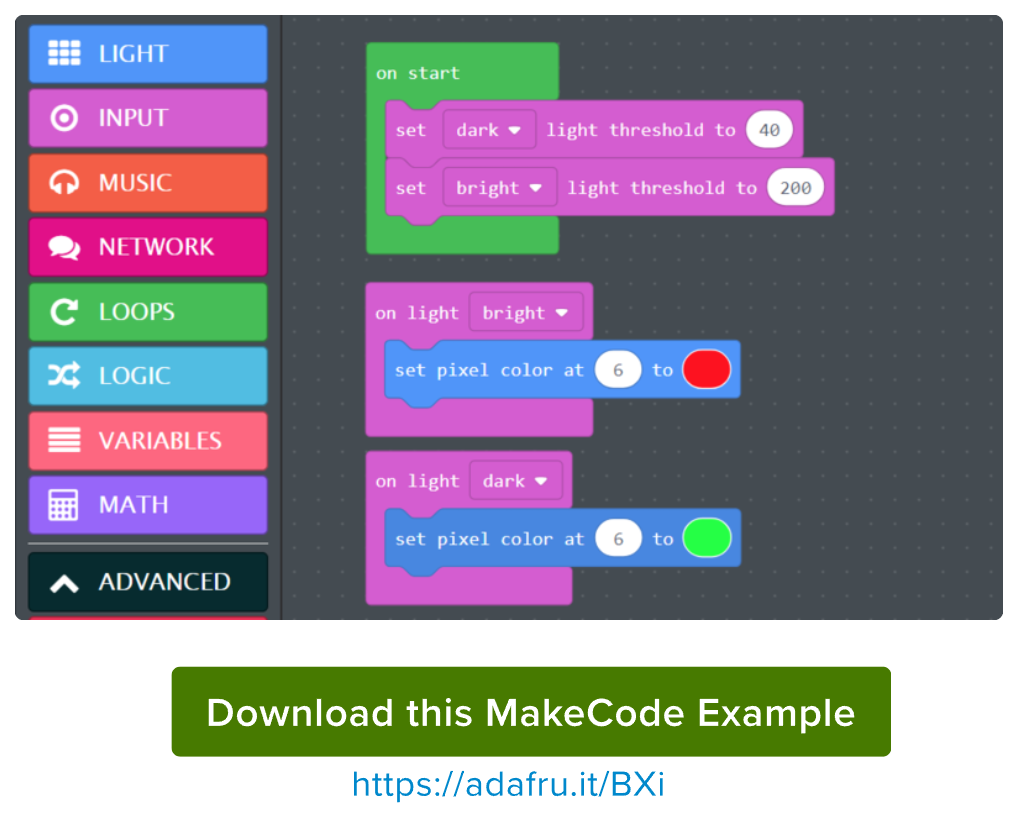 LIGHT
INPUT
MUSIC
NETWORK
LOOPS
LOGIC
VARIABLES
MATH
ADVANCED
on start
set dark light threshold to 40
set bright light threshold to 200
on light bright
set pixel color at 6 to
on light dark
set pixel color at 6 to
Download this MakeCode Example
https://adafru.it/BXi